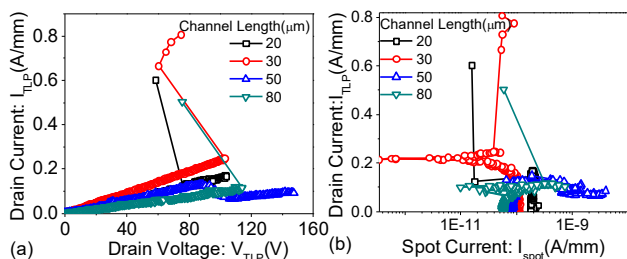 Channel Length(μm)
20
30
50
80
0.8
0.6
0.4
0.2
0.0
0
40
80
120
160
Drain Current: I_TLP(A/mm)
(a)
Drain Voltage: V_TLP(V)
Channel Length(μm)
20
30
50
80
0.8
0.6
0.4
0.2
0.0
1E-11
1E-9
Drain Current:I_TLP(A/mm)
(b)
Spot Current: I_spot(A/mm)